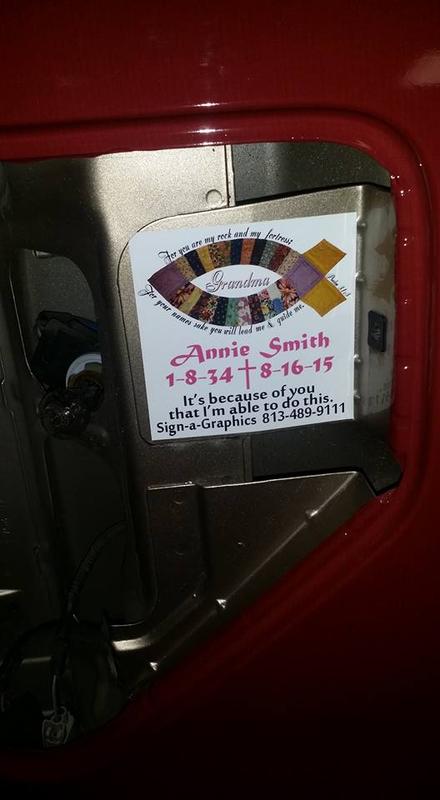 For you are my rock and my fortress;
Grandma
for your names sake you will lead me & guide me.
Annie Smith
1-8-34 † 8-16-15
It's because of you
that I'm able to do this.
Sign-a-Graphics 813-489-9111